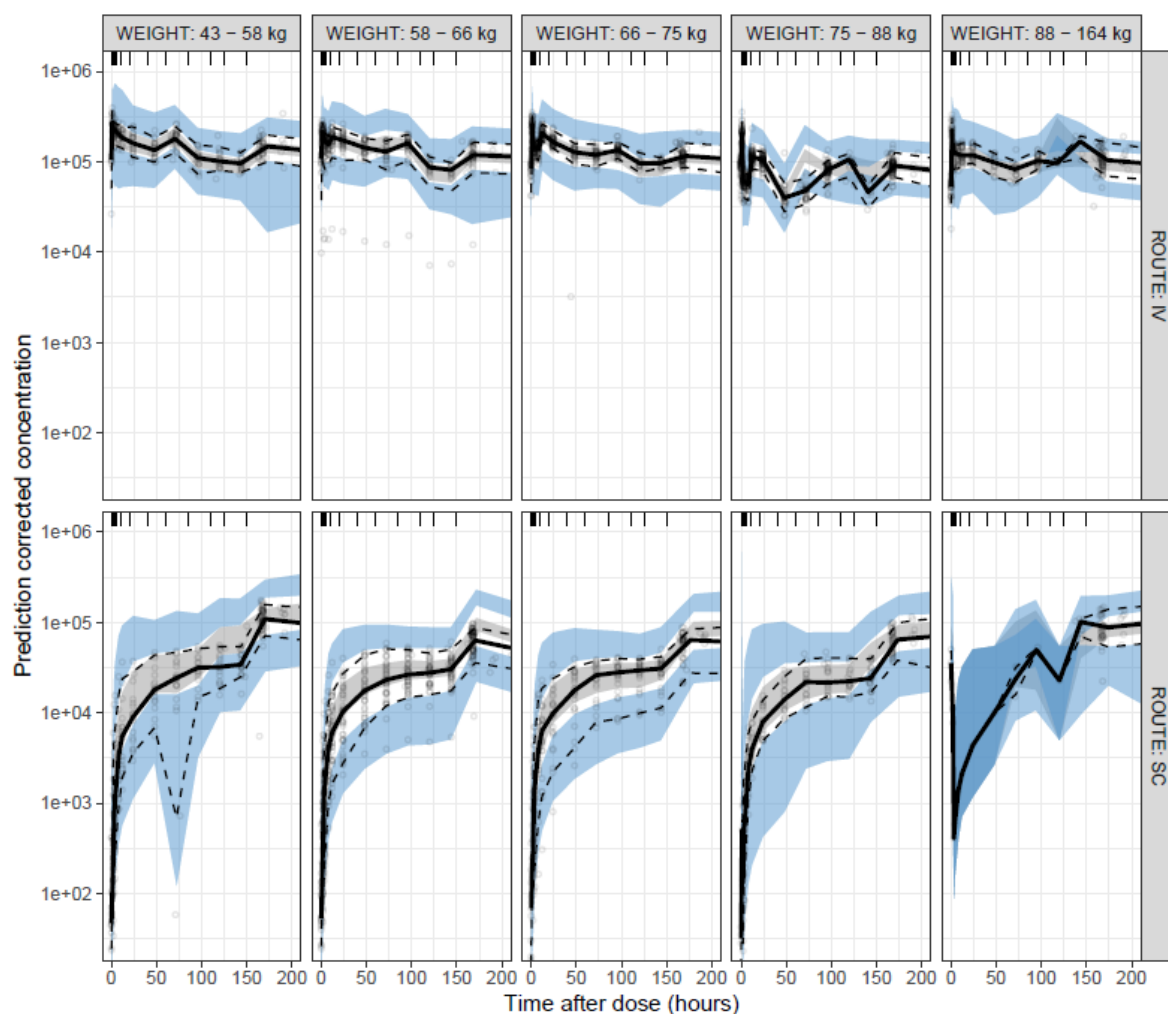 WEIGHT: 43 − 58 kg
WEIGHT: 58 − 66 kg
WEIGHT: 66 − 75 kg
WEIGHT: 75 − 88 kg
WEIGHT: 88 − 164 kg
1e+06
1e+05
1e+04
1e+03
1e+02
ROUTE: IV
Prediction corrected concentration
1e+06
1e+05
1e+04
1e+03
1e+02
ROUTE: SC
0 50 100 150 200
0 50 100 150 200
0 50 100 150 200
0 50 100 150 200
0 50 100 150 200
Time after dose (hours)